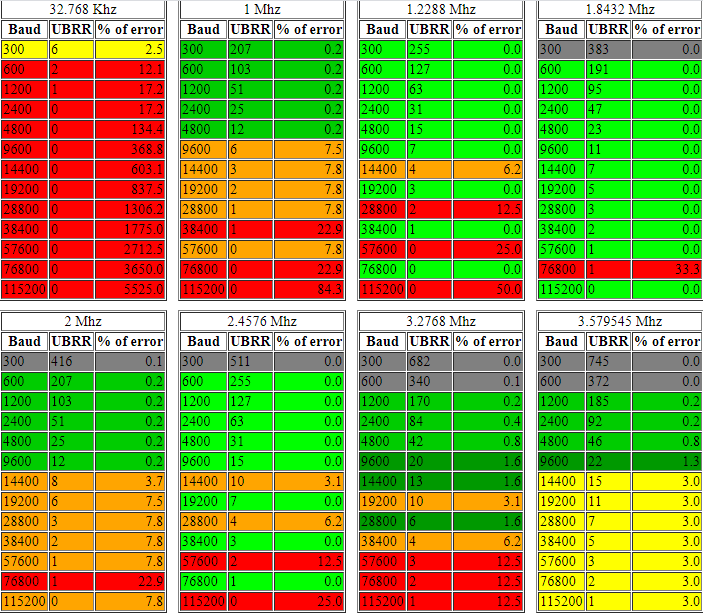 32.768 Khz
Baud UBRR % of error
300 6 2.5
600 2 12.1
1200 1 17.2
2400 0 17.2
4800 0 134.4
9600 0 368.8
14400 0 603.1
19200 0 837.5
28800 0 1306.2
38400 0 1775.0
57600 0 2712.5
76800 0 3650.0
115200 0 5525.0
1 Mhz
Baud UBRR % of error
300 207 0.2
600 103 0.2
1200 51 0.2
2400 25 0.2
4800 12 0.2
9600 6 7.5
14400 3 7.8
19200 2 7.8
28800 1 7.8
38400 1 22.9
57600 0 7.8
76800 0 22.9
115200 0 84.3
1.2288 Mhz
Baud UBRR % of error
300 255 0.0
600 127 0.0
1200 63 0.0
2400 31 0.0
4800 15 0.0
9600 7 0.0
14400 4 6.2
19200 3 0.0
28800 2 12.5
38400 1 0.0
57600 0 25.0
76800 0 0.0
115200 0 50.0
1.8432 Mhz
Baud UBRR % of error
300 383 0.0
600 191 0.0
1200 95 0.0
2400 47 0.0
4800 23 0.0
9600 11 0.0
14400 7 0.0
19200 5 0.0
28800 3 0.0
38400 2 0.0
57600 1 0.0
76800 1 33.3
115200 0 0.0
2 Mhz
Baud UBRR % of error
300 416 0.1
600 207 0.2
1200 103 0.2
2400 51 0.2
4800 25 0.2
9600 12 0.2
14400 8 3.7
19200 6 7.5
28800 3 7.8
38400 2 7.8
57600 1 7.8
76800 1 22.9
115200 0 7.8
2.4576 Mhz
Baud UBRR % of error
300 511 0.0
600 255 0.0
1200 127 0.0
2400 63 0.0
4800 31 0.0
9600 15 0.0
14400 10 3.1
19200 7 0.0
28800 4 6.2
38400 3 0.0
57600 2 12.5
76800 1 0.0
115200 0 25.0
3.2768 Mhz
Baud UBRR % of error
300 682 0.0
600 340 0.1
1200 170 0.2
2400 84 0.4
4800 42 0.8
9600 20 1.6
14400 13 1.6
19200 10 3.1
28800 6 1.6
38400 4 6.2
57600 3 12.5
76800 2 12.5
115200 1 12.5
3.579545 Mhz
Baud UBRR % of error
300 745 0.0
600 372 0.0
1200 185 0.2
2400 92 0.2
4800 46 0.8
9600 22 1.3
14400 15 3.0
19200 11 3.0
28800 7 3.0
38400 5 3.0
57600 3 3.0
76800 2 3.0
115200 1 3.0